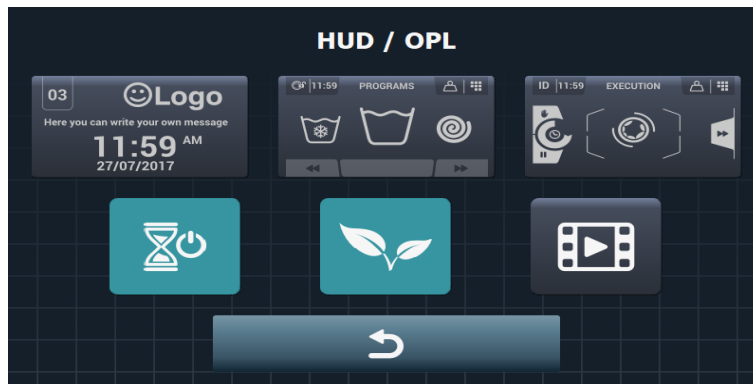 HUD / OPL
03
Logo
Here you can write your own message
11:59 AM
27/07/2017
11:59 PROGRAMS
ID 11:59 EXECUTION